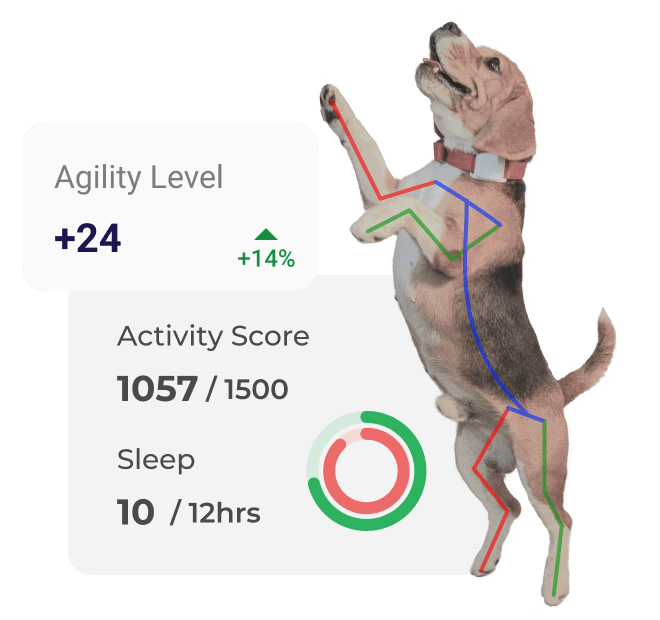 Agility Level
+24
+14%
Activity Score
1057 / 1500
Sleep
10 / 12hrs